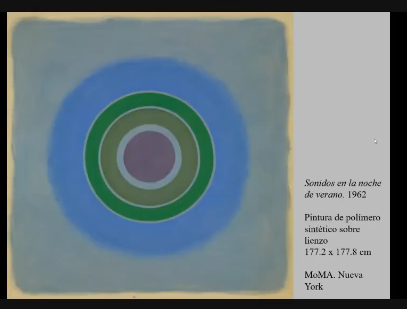 Sonidos en la noche
de verano. 1962
Pintura de polímero
sintético sobre
lienzo
177.2 x 177.8 cm
MoMA. Nueva
York